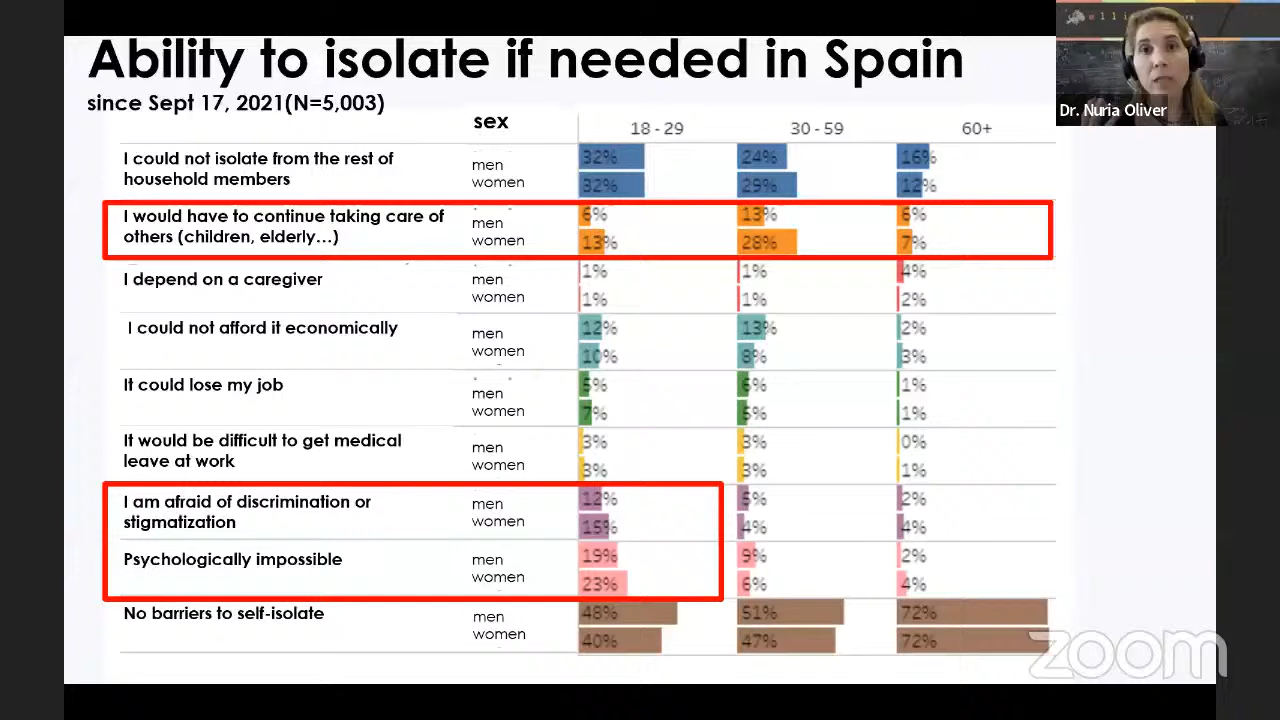 Ability to isolate if needed in Spain
since Sept 17, 2021(N=5,003)
Dr. Nuria Oliver
sex
18 - 29
30 - 59
60+
I could not isolate from the rest of
household members
men
32%
24%
16%
women
32%
29%
12%
I would have to continue taking care of
others (children, elderly...)
men
6%
13%
6%
women
13%
28%
7%
I depend on a caregiver
men
1%
1%
4%
women
1%
1%
2%
I could not afford it economically
men
12%
13%
2%
women
10%
8%
3%
It could lose my job
men
5%
6%
1%
women
7%
5%
1%
It would be difficult to get medical
leave at work
men
3%
3%
0%
women
3%
3%
1%
I am afraid of discrimination or
stigmatization
men
12%
5%
2%
women
15%
4%
4%
Psychologically impossible
men
19%
9%
2%
women
23%
6%
4%
No barriers to self-isolate
men
48%
51%
72%
women
40%
47%
72%
zoom